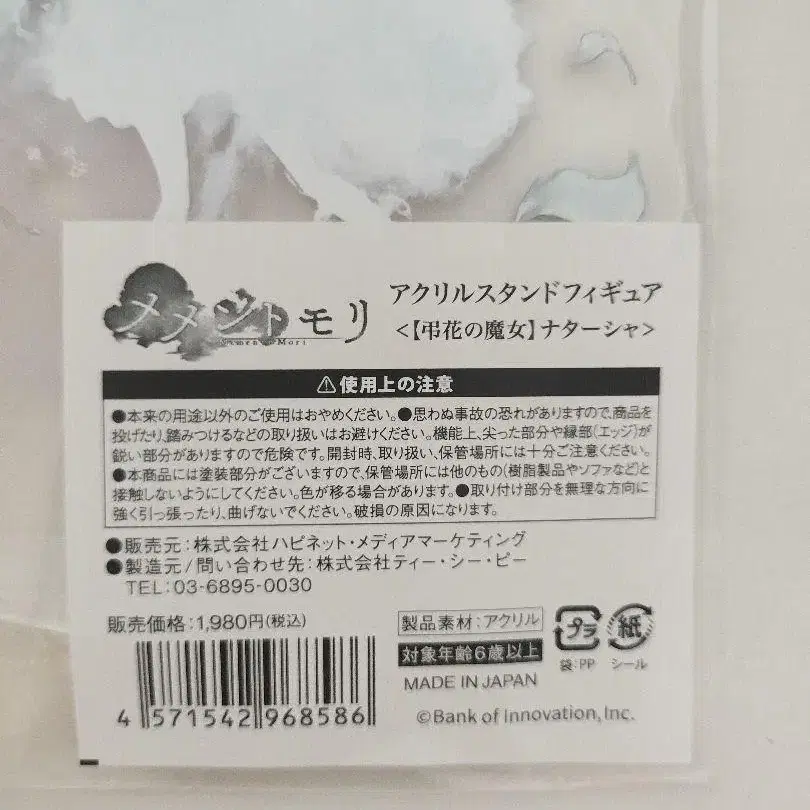 メメントモリ
Memento Mori
アクリルスタンドフィギュア
<【弔花の魔女】ナターシャ>
⚠使用上の注意
●本来の用途以外のご使用はおやめください。●思わぬ事故の恐れがありますので、商品を
投げたり、踏みつけるなどの取り扱いはお避けください。機能上、尖った部分や縁部(エッジ)が
鋭い部分がありますので危険です。開封時、取り扱い、保管場所には十分ご注意ください。
●本商品には塗装部分がございますので、保管場所には他のもの(樹脂製品やソファなど)と
接触しないようにしてください。色が移る場合があります。●取り付け部分を無理な方向に
強く引っ張ったり、曲げないでください。破損の原因になります。
●販売元:株式会社ハピネット・メディアマーケティング
●製造元/問い合わせ先:株式会社ティー・シー・ピー
TEL:03-6895-0030
販売価格:1,980円(税込)
製品素材:アクリル
対象年齢6歳以上
MADE IN JAPAN
プラ
袋:PP
紙
シール
4 571542 968586
©Bank of Innovation, Inc.